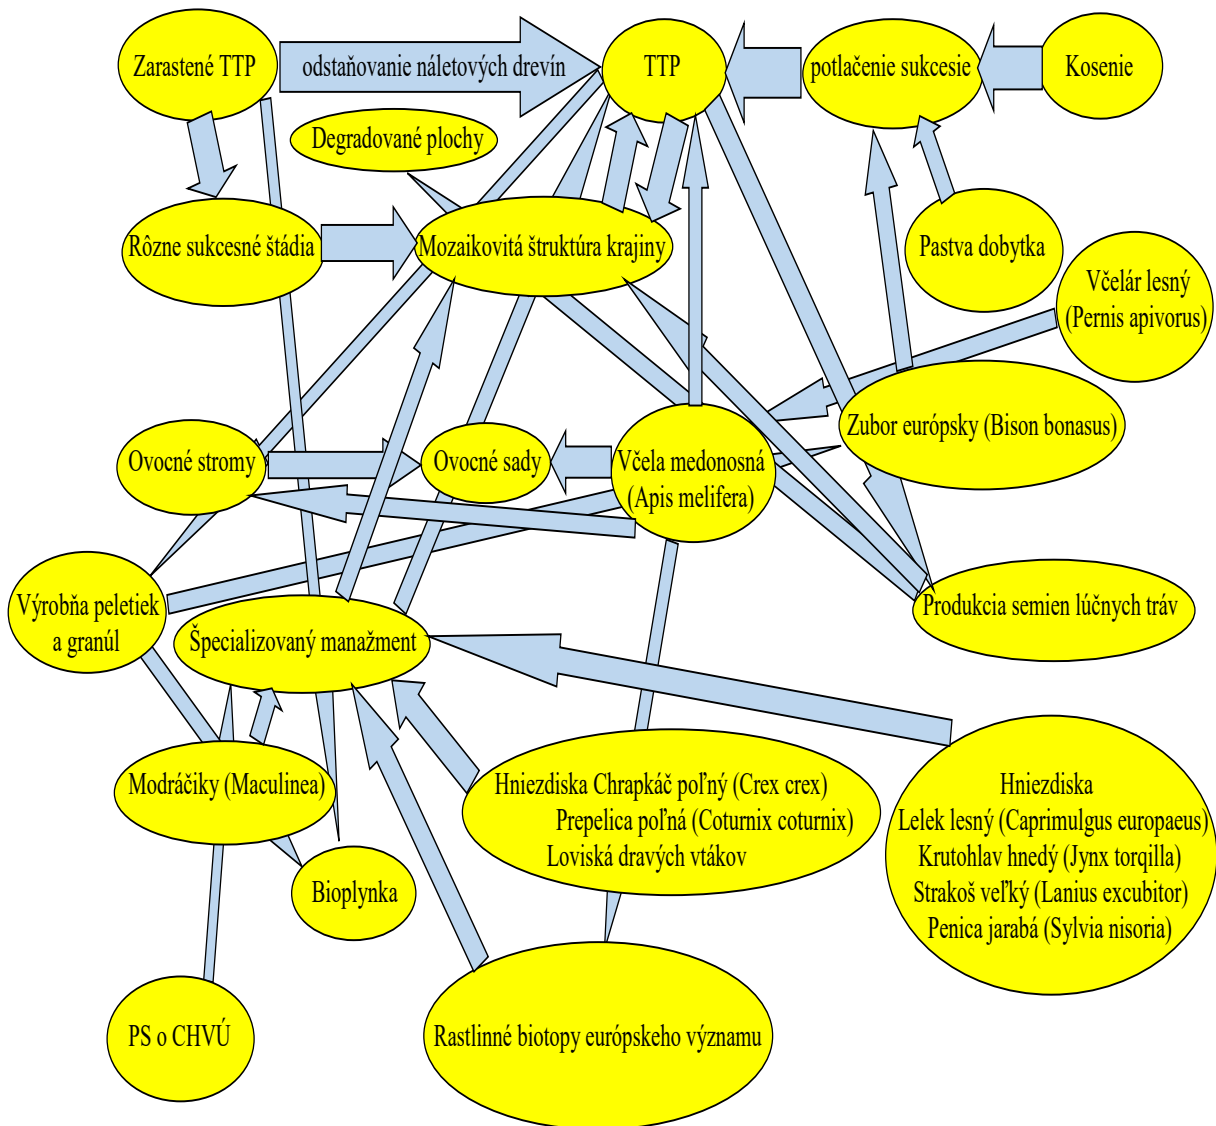 Zarastené TTP
odstaňovanie náletových drevín
TTP
potlačenie sukcesie
Kosenie
Degradované plochy
Rôzne sukcesné štádia
Mozaikovitá štruktúra krajiny
Pastva dobytka
Včelár lesný
(Pernis apivorus)
Ovocné stromy
Ovocné sady
Včela medonosná
(Apis melifera)
Zubor európsky (Bison bonasus)
Výrobňa peletiek
a granúl
Špecializovaný manažment
Produkcia semien lúčnych tráv
Modráčiky (Maculinea)
Hniezdiska Chrapkáč poľný (Crex crex)
Prepelica poľná (Coturnix coturnix)
Loviská dravých vtákov
Hniezdiska
Lelek lesný (Caprimulgus europaeus)
Krutohlav hnedý (Jynx torqilla)
Strakoš veľký (Lanius excubitor)
Penica jarabá (Sylvia nisoria)
Bioplynka
PS o CHVÚ
Rastlinné biotopy európskeho významu